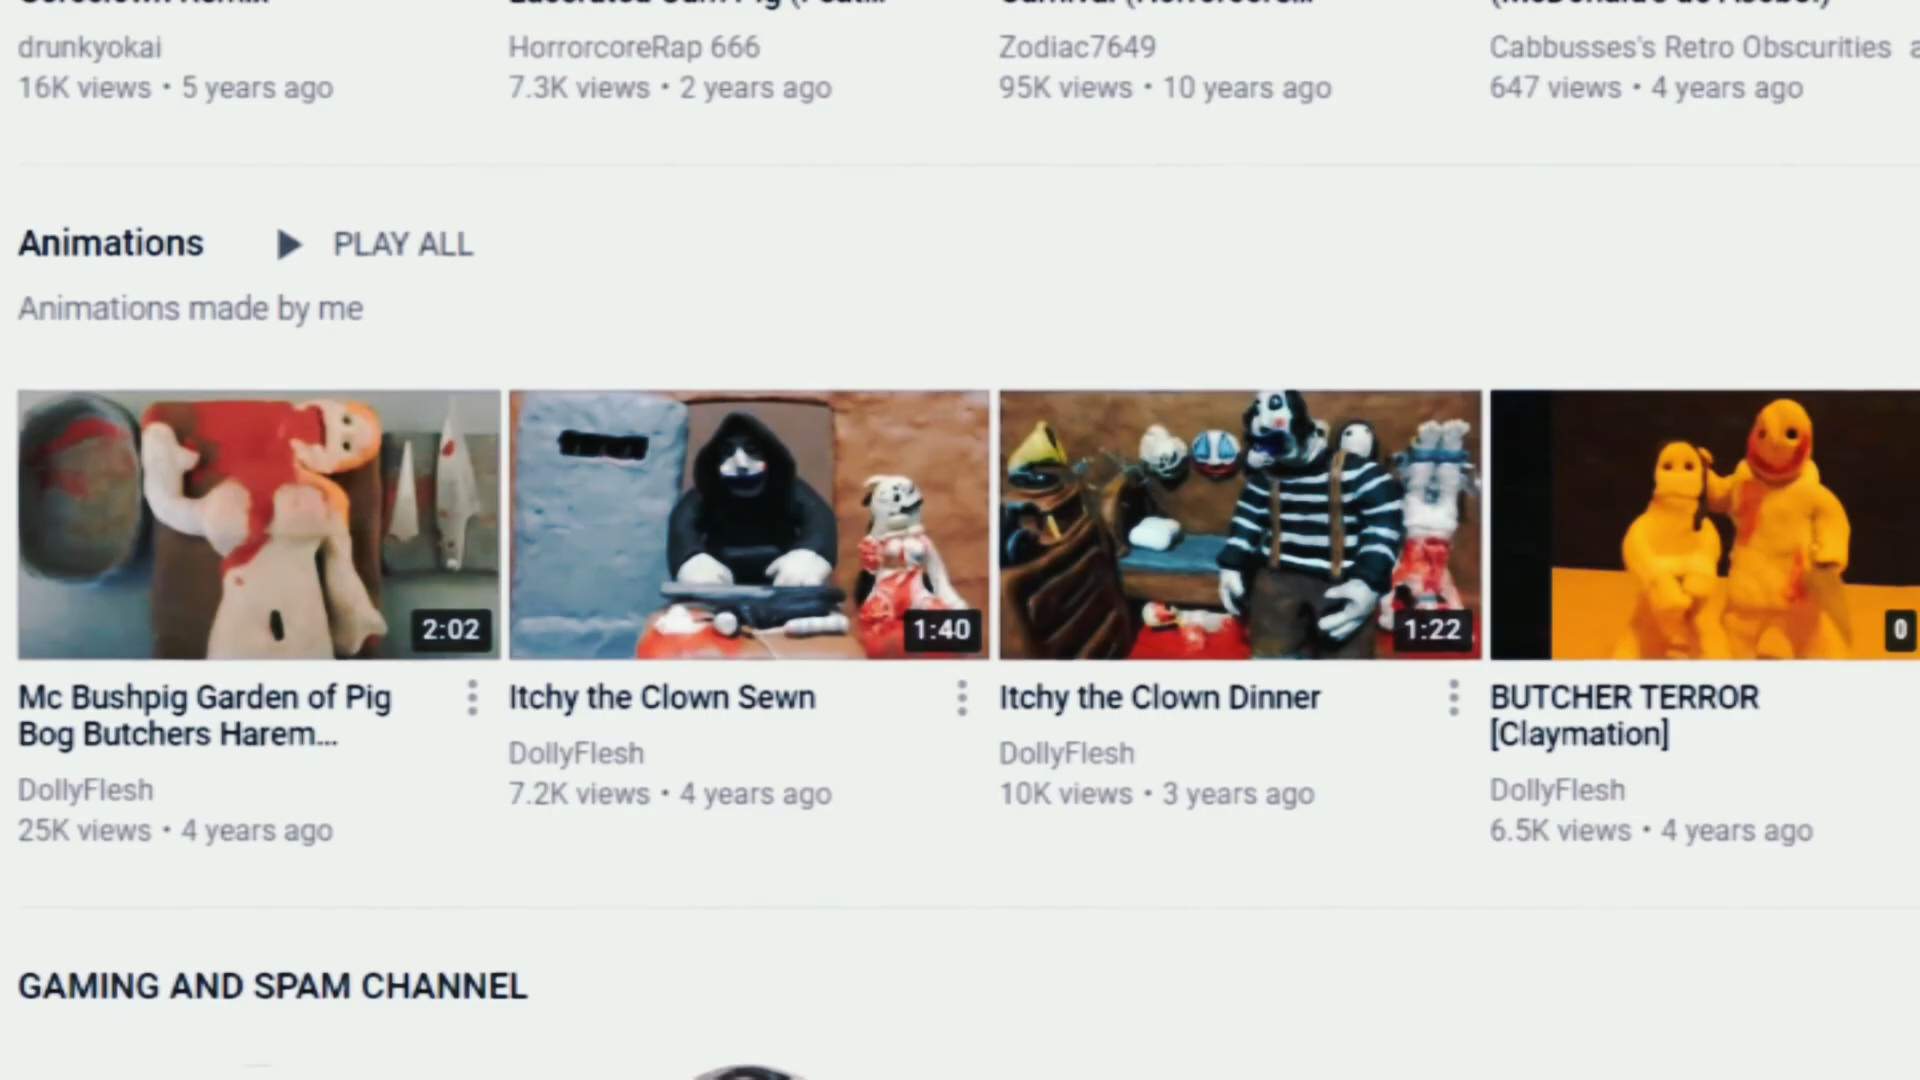 drunkyokai
HorrorcoreRap 666
Zodiac7649
Cabbusses's Retro Obscurities
16K views • 5 years ago
7.3K views • 2 years ago
95K views • 10 years ago
647 views • 4 years ago
Animations
PLAY ALL
Animations made by me
2:02
1:40
1:22
0
Mc Bushpig Garden of Pig
Bog Butchers Harem...
DollyFlesh
25K views • 4 years ago
Itchy the Clown Sewn
DollyFlesh
7.2K views • 4 years ago
Itchy the Clown Dinner
DollyFlesh
10K views • 3 years ago
BUTCHER TERROR
[Claymation]
DollyFlesh
6.5K views • 4 years ago
GAMING AND SPAM CHANNEL